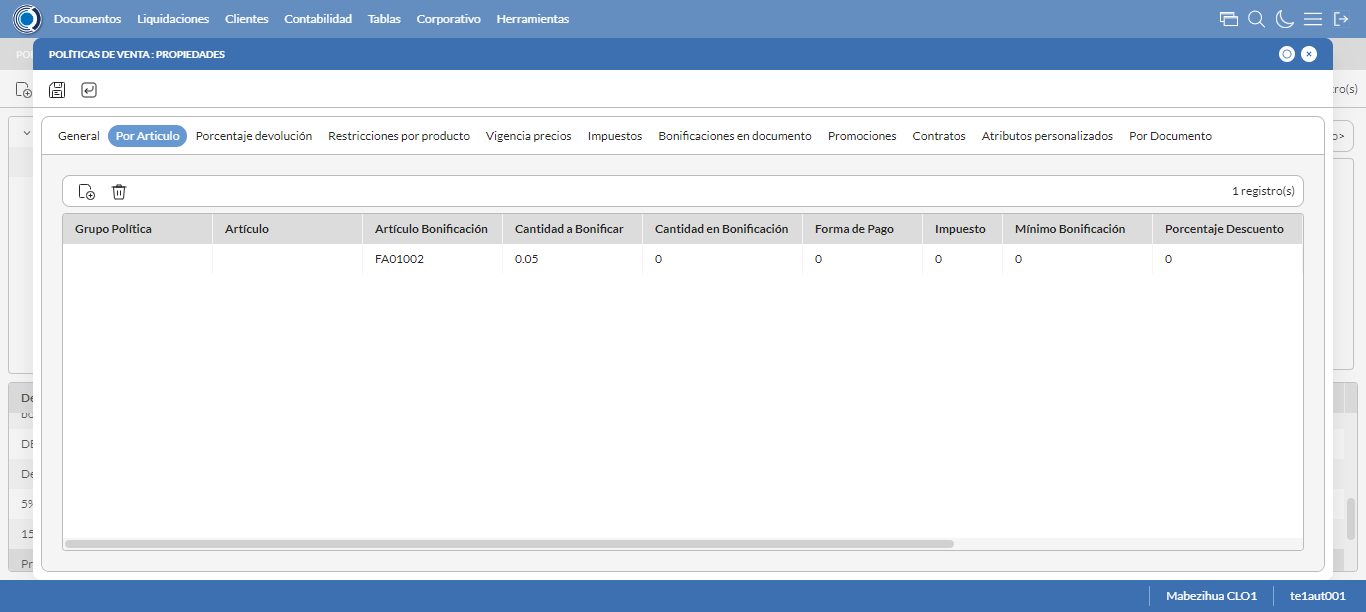 Documentos Liquidaciones Clientes Contabilidad Tablas Corporativo Herramientas
POLÍTICAS DE VENTA : PROPIEDADES
General Por Artículo Porcentaje devolución Restricciones por producto Vigencia precios Impuestos Bonificaciones en documento Promociones Contratos Atributos personalizados Por Documento
1 registro(s)
Grupo Política Artículo Artículo Bonificación Cantidad a Bonificar Cantidad en Bonificación Forma de Pago Impuesto Mínimo Bonificación Porcentaje Descuento
FA01002 0.05 0 0 0 0 0
De
DE
De
5%
15
Pr
Mabezihua CLO1 te1aut001